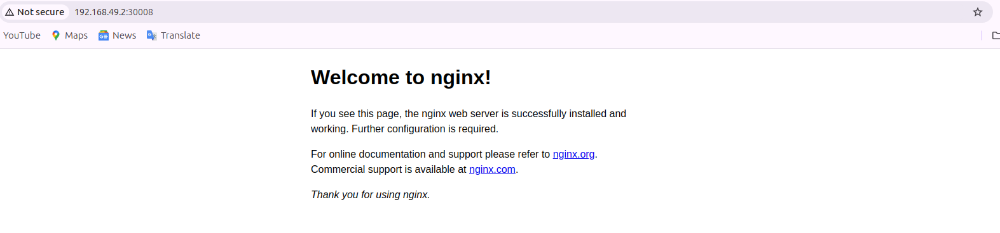 Not secure 192.168.49.2:30008
YouTube Maps News Translate
Welcome to nginx!
If you see this page, the nginx web server is successfully installed and
working. Further configuration is required.
For online documentation and support please refer to nginx.org.
Commercial support is available at nginx.com.
Thank you for using nginx.